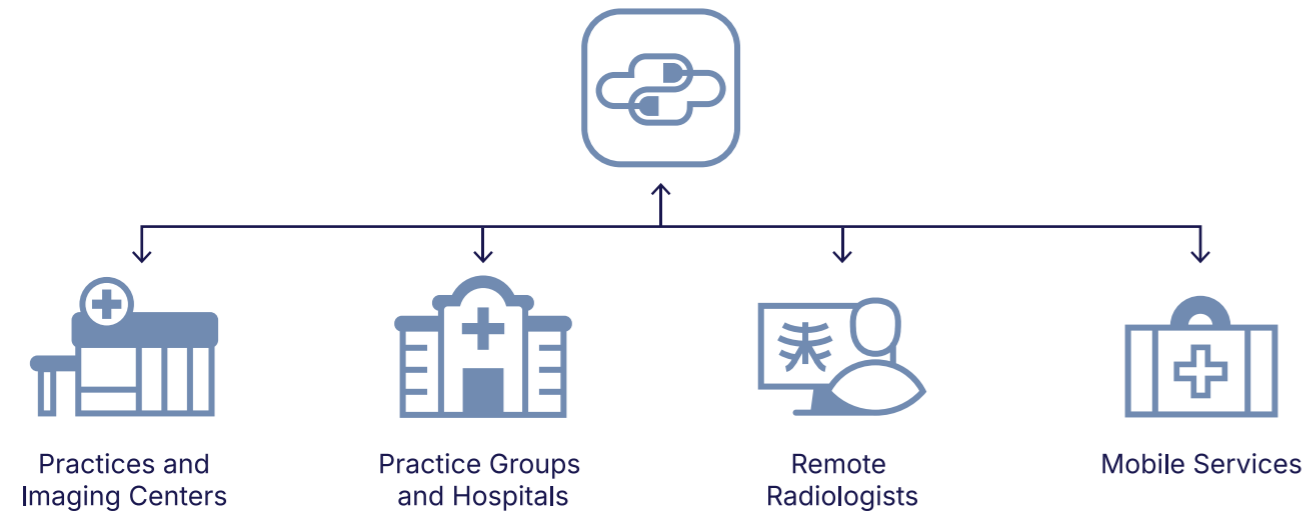 Practices and
Imaging Centers
Practice Groups
and Hospitals
Remote
Radiologists
Mobile Services